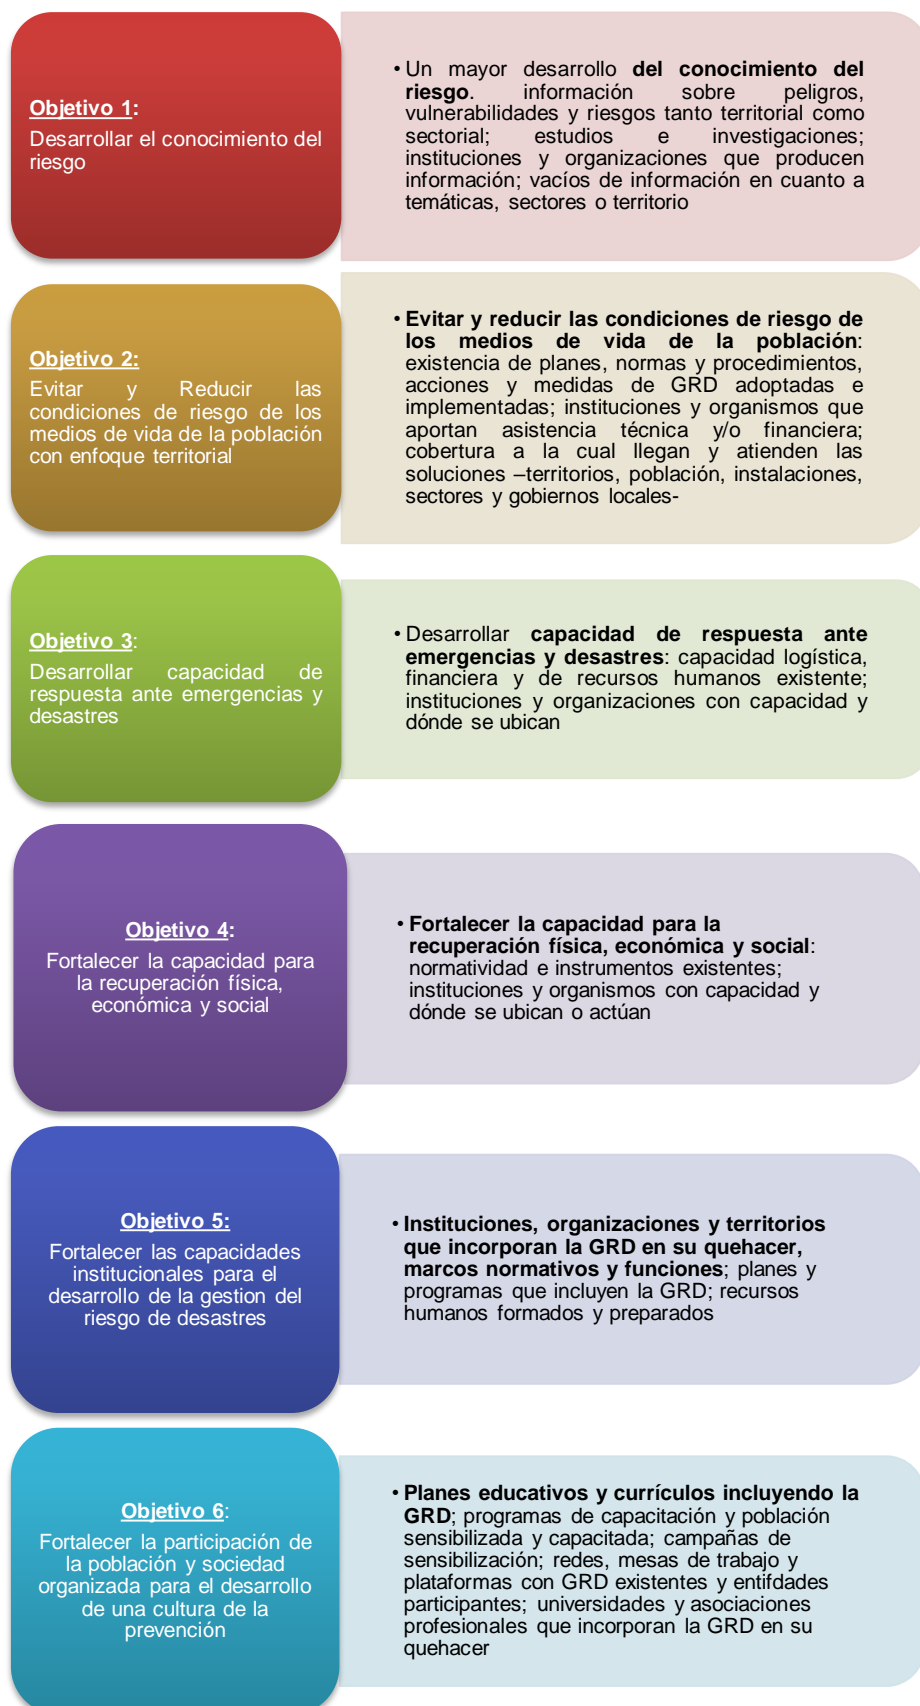 Objetivo 1:
Desarrollar el conocimiento del
riesgo
• Un mayor desarrollo del conocimiento del
riesgo. información sobre peligros,
vulnerabilidades y riesgos tanto territorial como
sectorial; estudios e investigaciones;
instituciones y organizaciones que producen
información; vacíos de información en cuanto a
temáticas, sectores o territorio
Objetivo 2:
Evitar y Reducir las
condiciones de riesgo de los
medios de vida de la población
con enfoque territorial
• Evitar y reducir las condiciones de riesgo de
los medios de vida de la población:
existencia de planes, normas y procedimientos,
acciones y medidas de GRD adoptadas e
implementadas; instituciones y organismos que
aportan asistencia técnica y/o financiera;
cobertura a la cual llegan y atienden las
soluciones –territorios, población, instalaciones,
sectores y gobiernos locales-
Objetivo 3:
Desarrollar capacidad de
respuesta ante emergencias y
desastres
• Desarrollar capacidad de respuesta ante
emergencias y desastres: capacidad logística,
financiera y de recursos humanos existente;
instituciones y organizaciones con capacidad y
dónde se ubican
Objetivo 4:
Fortalecer la capacidad para
la recuperación física,
económica y social
• Fortalecer la capacidad para la
recuperación física, económica y social:
normatividad e instrumentos existentes;
instituciones y organismos con capacidad y
dónde se ubican o actúan
Objetivo 5:
Fortalecer las capacidades
institucionales para el
desarrollo de la gestion del
riesgo de desastres
• Instituciones, organizaciones y territorios
que incorporan la GRD en su quehacer,
marcos normativos y funciones; planes y
programas que incluyen la GRD; recursos
humanos formados y preparados
Objetivo 6:
Fortalecer la participación de
la población y sociedad
organizada para el desarrollo
de una cultura de la
prevención
• Planes educativos y currículos incluyendo la
GRD; programas de capacitación y población
sensibilizada y capacitada; campañas de
sensibilización; redes, mesas de trabajo y
plataformas con GRD existentes y entifdades
participantes; universidades y asociaciones
profesionales que incorporan la GRD en su
quehacer